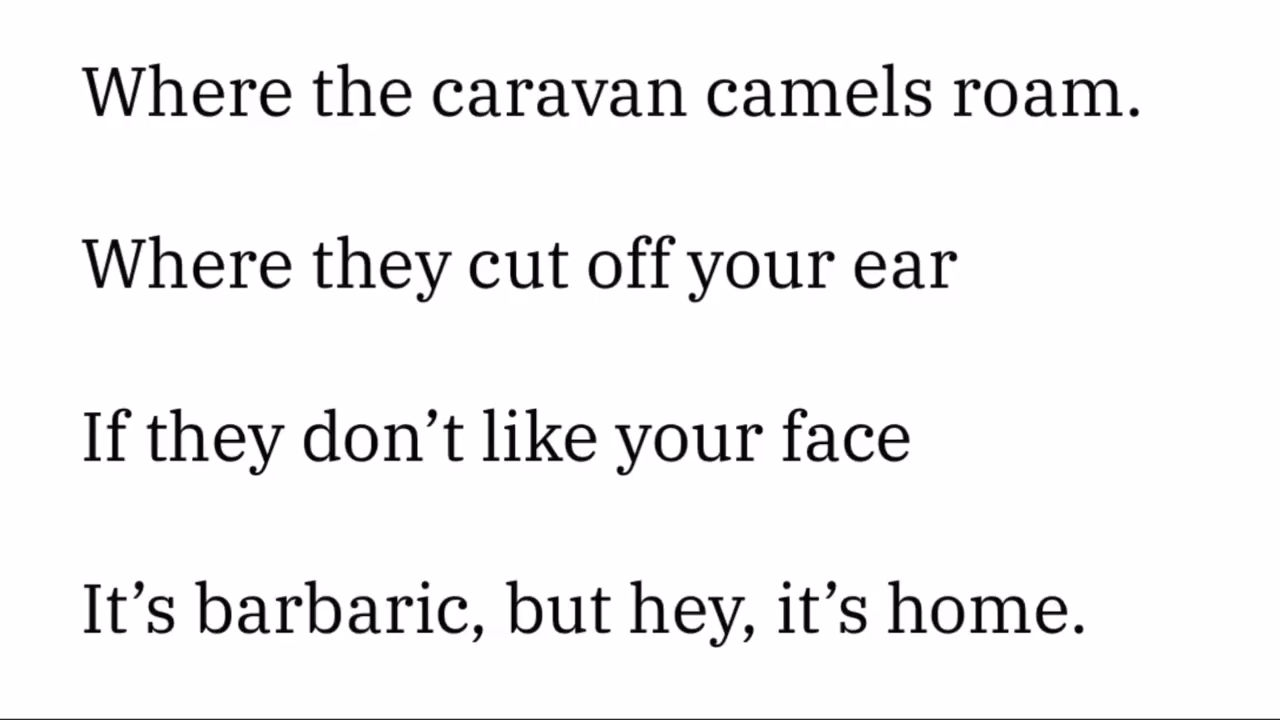 Where the caravan camels roam.
Where they cut off your ear
If they don’t like your face
It’s barbaric, but hey, it’s home.